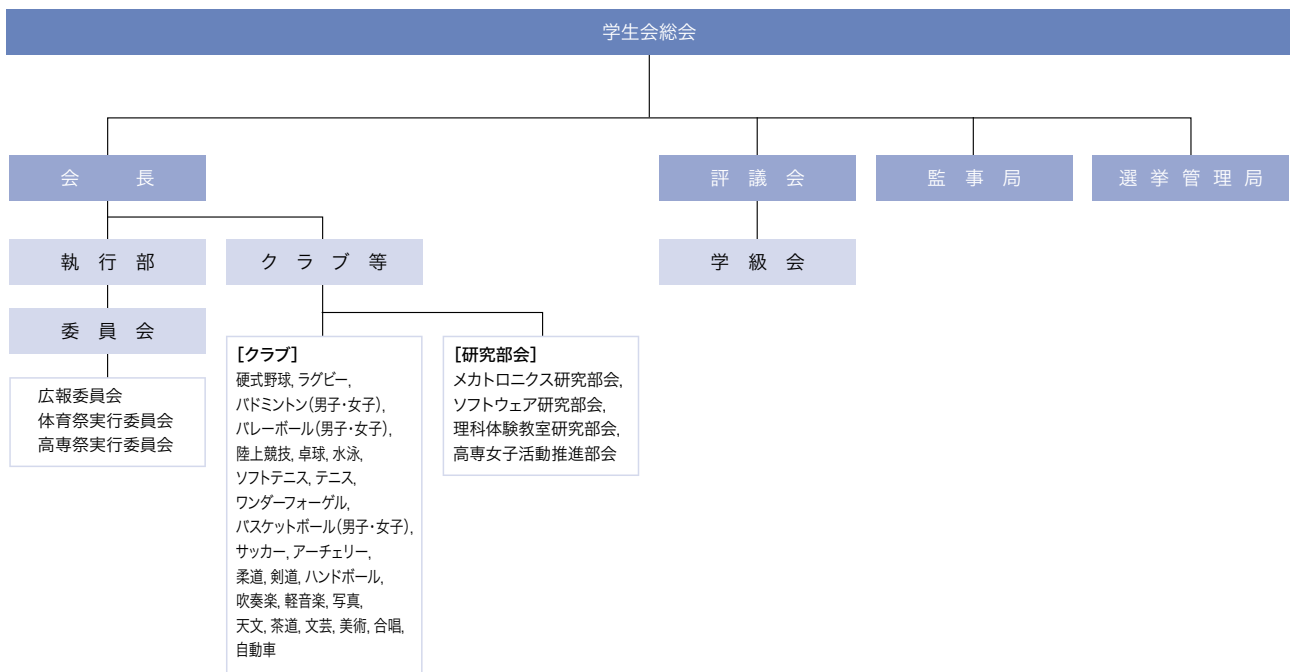 学生会総会
会長
評議会
監事局
選挙管理局
執行部
クラブ等
学級会
委員会
広報委員会
体育祭実行委員会
高専祭実行委員会
[クラブ]
硬式野球, ラグビー,
バドミントン(男子・女子),
バレーボール(男子・女子),
陸上競技, 卓球, 水泳,
ソフトテニス, テニス,
ワンダーフォーゲル,
バスケットボール(男子・女子),
サッカー, アーチェリー,
柔道, 剣道, ハンドボール,
吹奏楽, 軽音楽, 写真,
天文, 茶道, 文芸, 美術, 合唱,
自動車
[研究部会]
メカトロニクス研究部会,
ソフトウェア研究部会,
理科体験教室研究部会,
高専女子活動推進部会